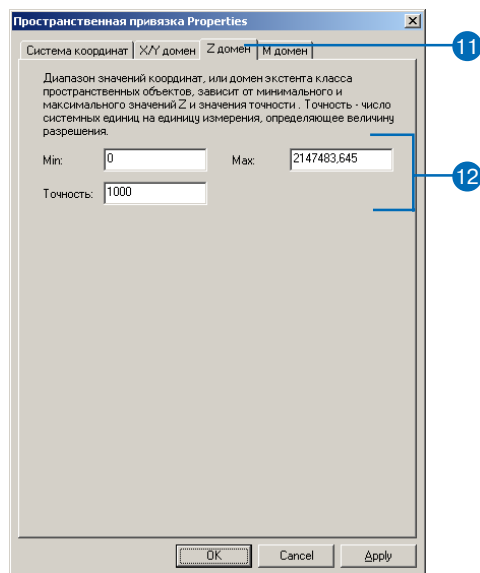 Пространственная привязка Properties
Система координат X/Y домен Z домен M домен
11
Диапазон значений координат, или домен экстента класса
пространственных объектов, зависит от минимального и
максимального значений Z и значения точности . Точность - число
системных единиц на единицу измерения, определяющее величину
разрешения.
Min: 0 Max: 2147483,645
12
Точность: 1000
OK Cancel Apply